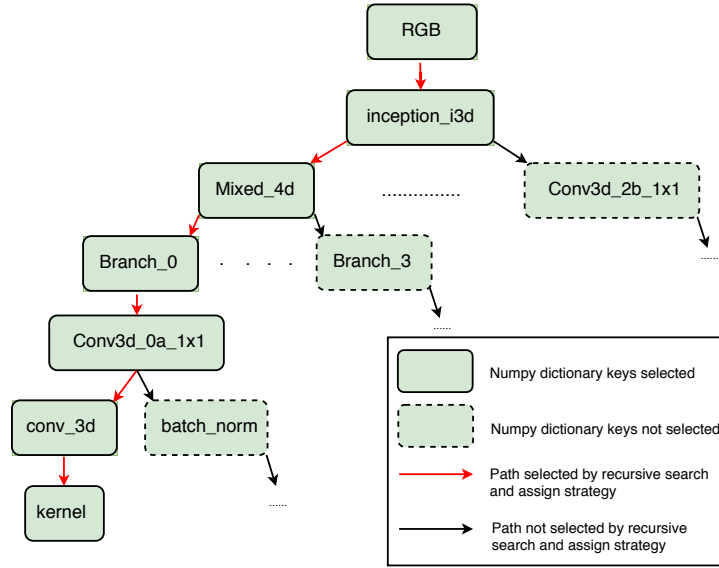 RGB
inception_i3d
Mixed_4d
..............
Conv3d_2b_1x1
......
Branch_0
. . . .
Branch_3
......
Conv3d_0a_1x1
conv_3d
batch_norm
......
kernel
Numpy dictionary keys selected
Numpy dictionary keys not selected
Path selected by recursive search
and assign strategy
Path not selected by recursive
search and assign strategy